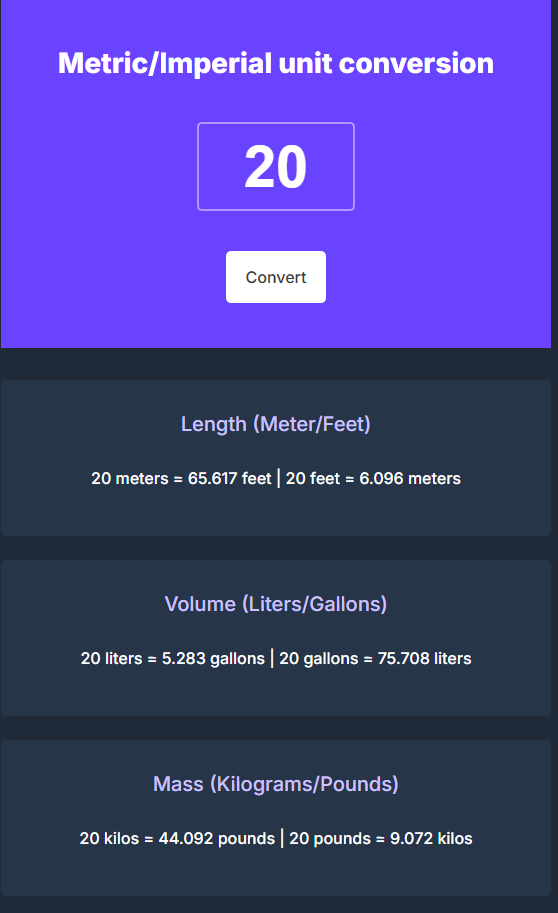 Metric/Imperial unit conversion
20
Convert
Length (Meter/Feet)
20 meters = 65.617 feet | 20 feet = 6.096 meters
Volume (Liters/Gallons)
20 liters = 5.283 gallons | 20 gallons = 75.708 liters
Mass (Kilograms/Pounds)
20 kilos = 44.092 pounds | 20 pounds = 9.072 kilos